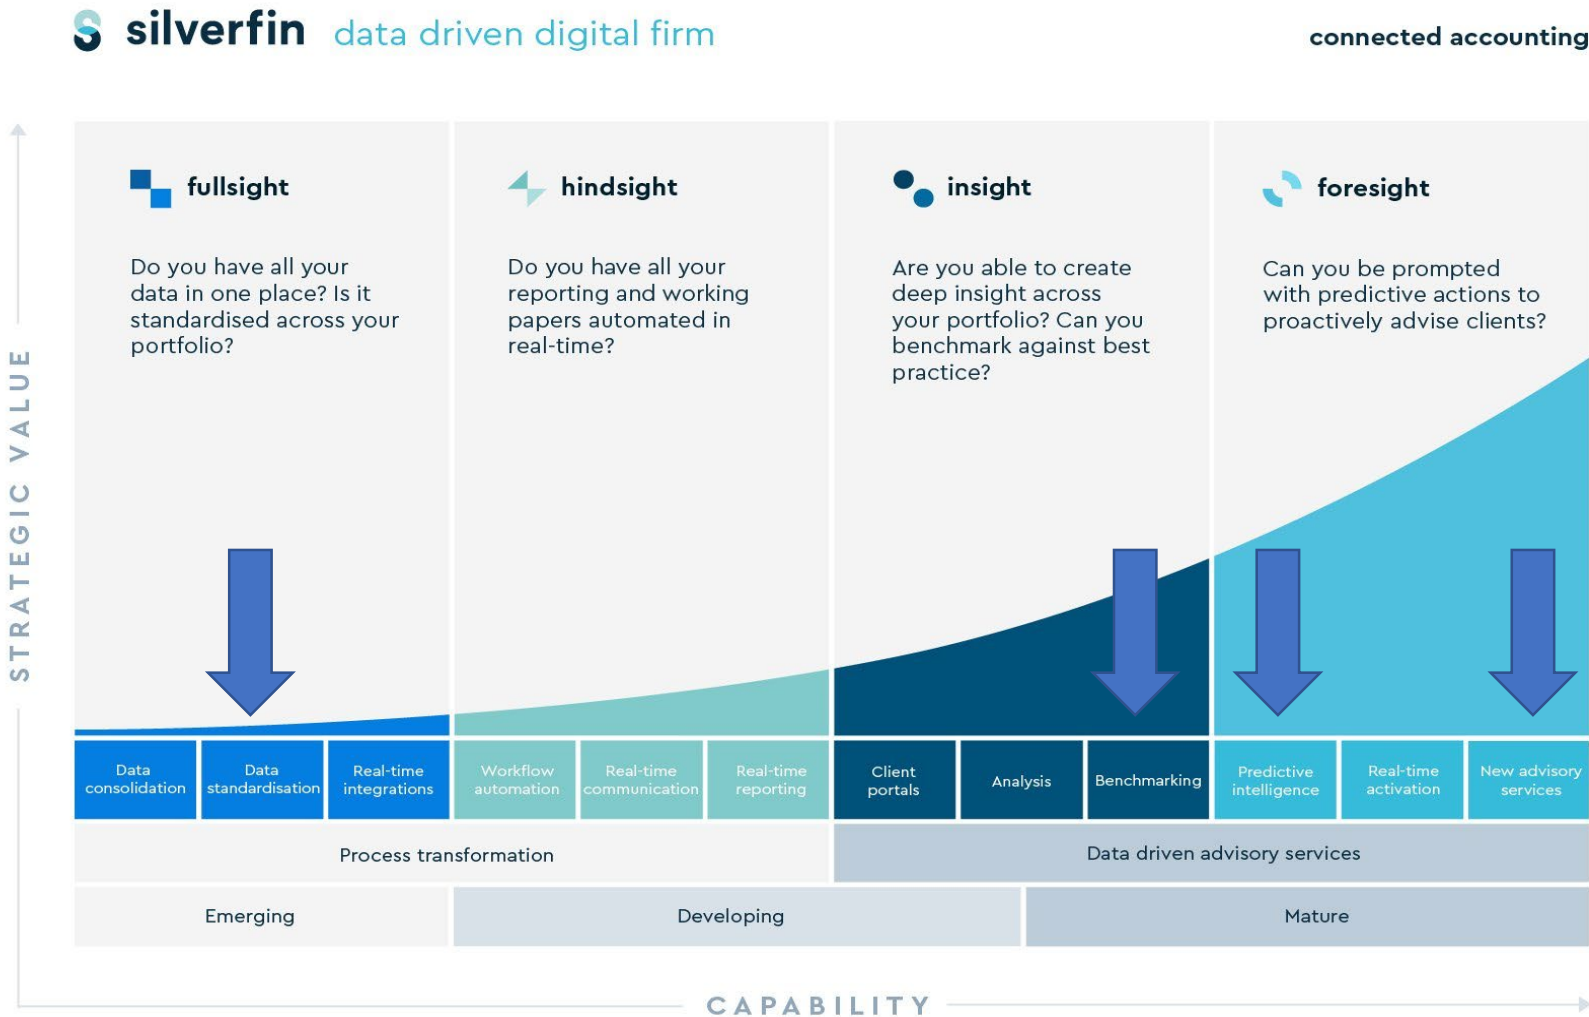 silverfin data driven digital firm
connected accounting
STRATEGIC VALUE
fullsight
Do you have all your
data in one place? Is it
standardised across your
portfolio?
hindsight
Do you have all your
reporting and working
papers automated in
real-time?
insight
Are you able to create
deep insight across
your portfolio? Can you
benchmark against best
practice?
foresight
Can you be prompted
with predictive actions to
proactively advise clients?
Data
consolidation
Data
standardisation
Real-time
integrations
Workflow
automation
Real-time
communication
Real-time
reporting
Client
portals
Analysis
Benchmarking
Predictive
intelligence
Real-time
activation
New advisory
services
Process transformation
Data driven advisory services
Emerging
Developing
Mature
CAPABILITY